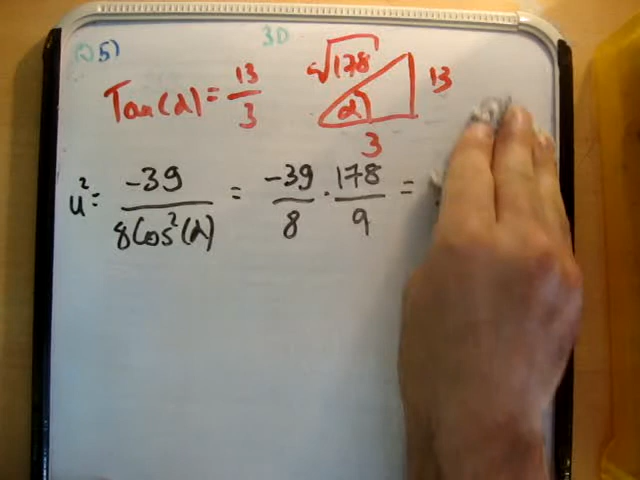 Q5) 3D
Tan(α) = 13/3 √178 α 13 3
u² = -39/8Cos²(α) = -39/8 · 178/9 =